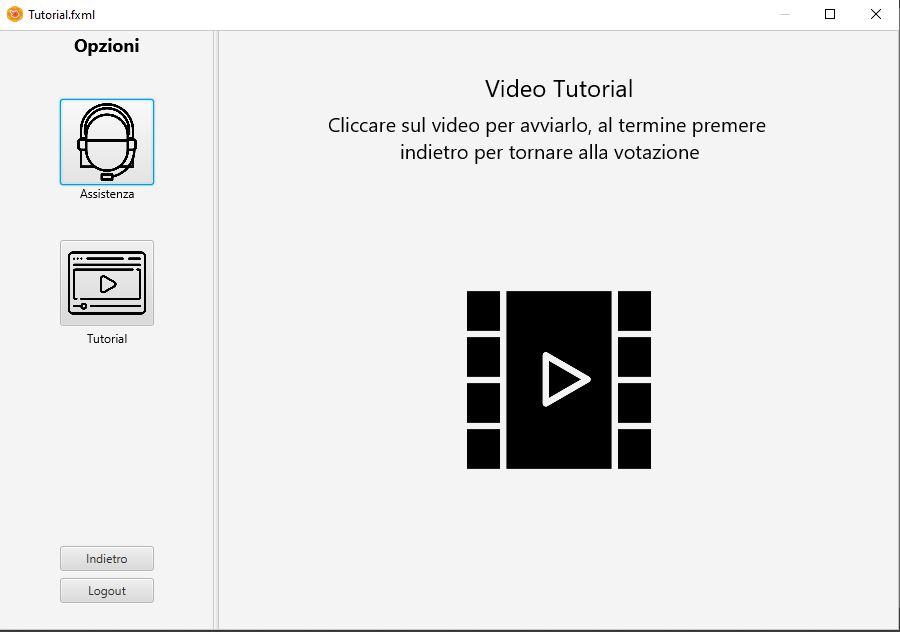 Tutorial.fxml
Opzioni
Assistenza
Tutorial
Indietro
Logout
Video Tutorial
Cliccare sul video per avviarlo, al termine premere
indietro per tornare alla votazione